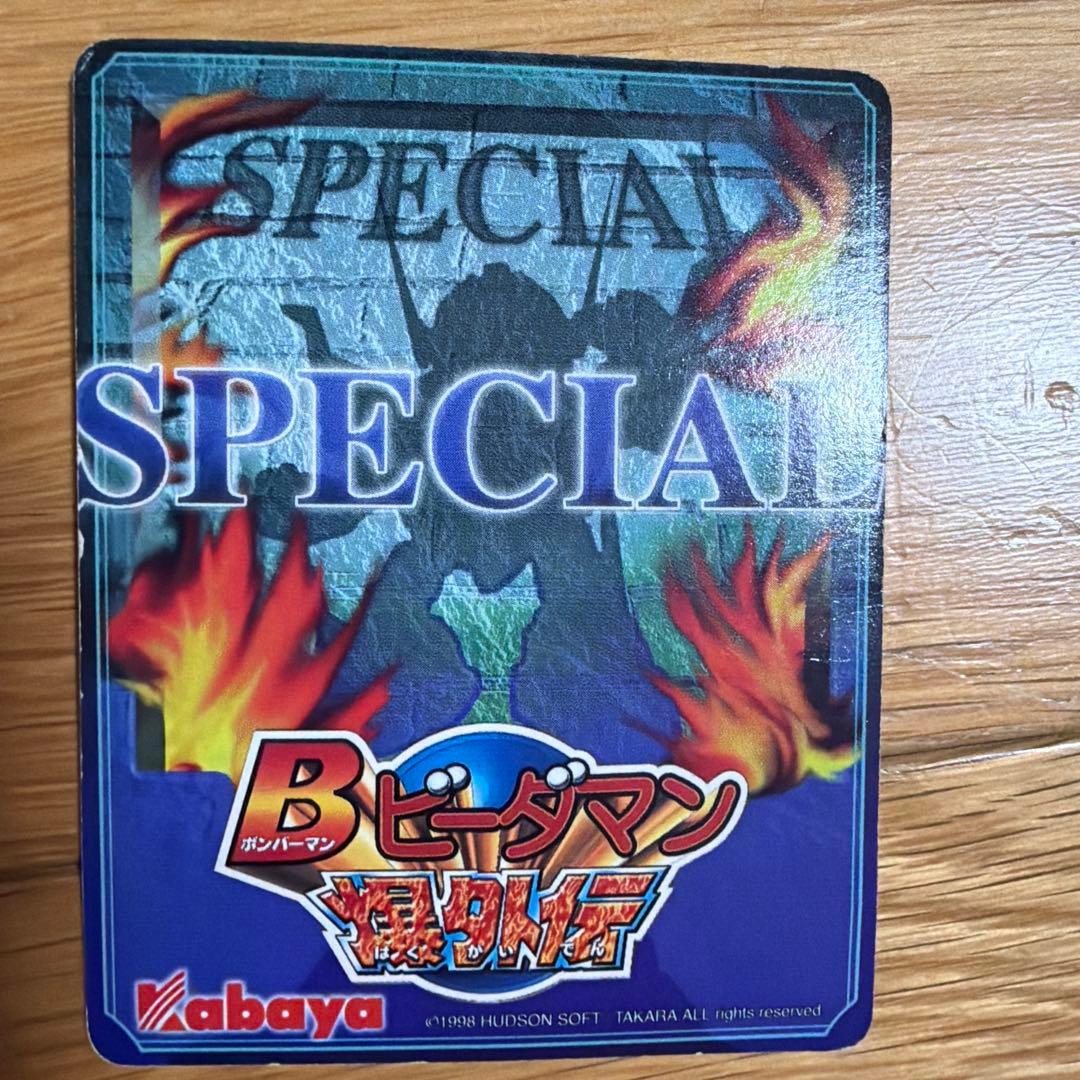 SPECIAL
SPECIAL
B ビーダマン
ボンバーマン
爆外伝
ばくがいでん
Kabaya
©1998 HUDSON SOFT TAKARA ALL rights reserved